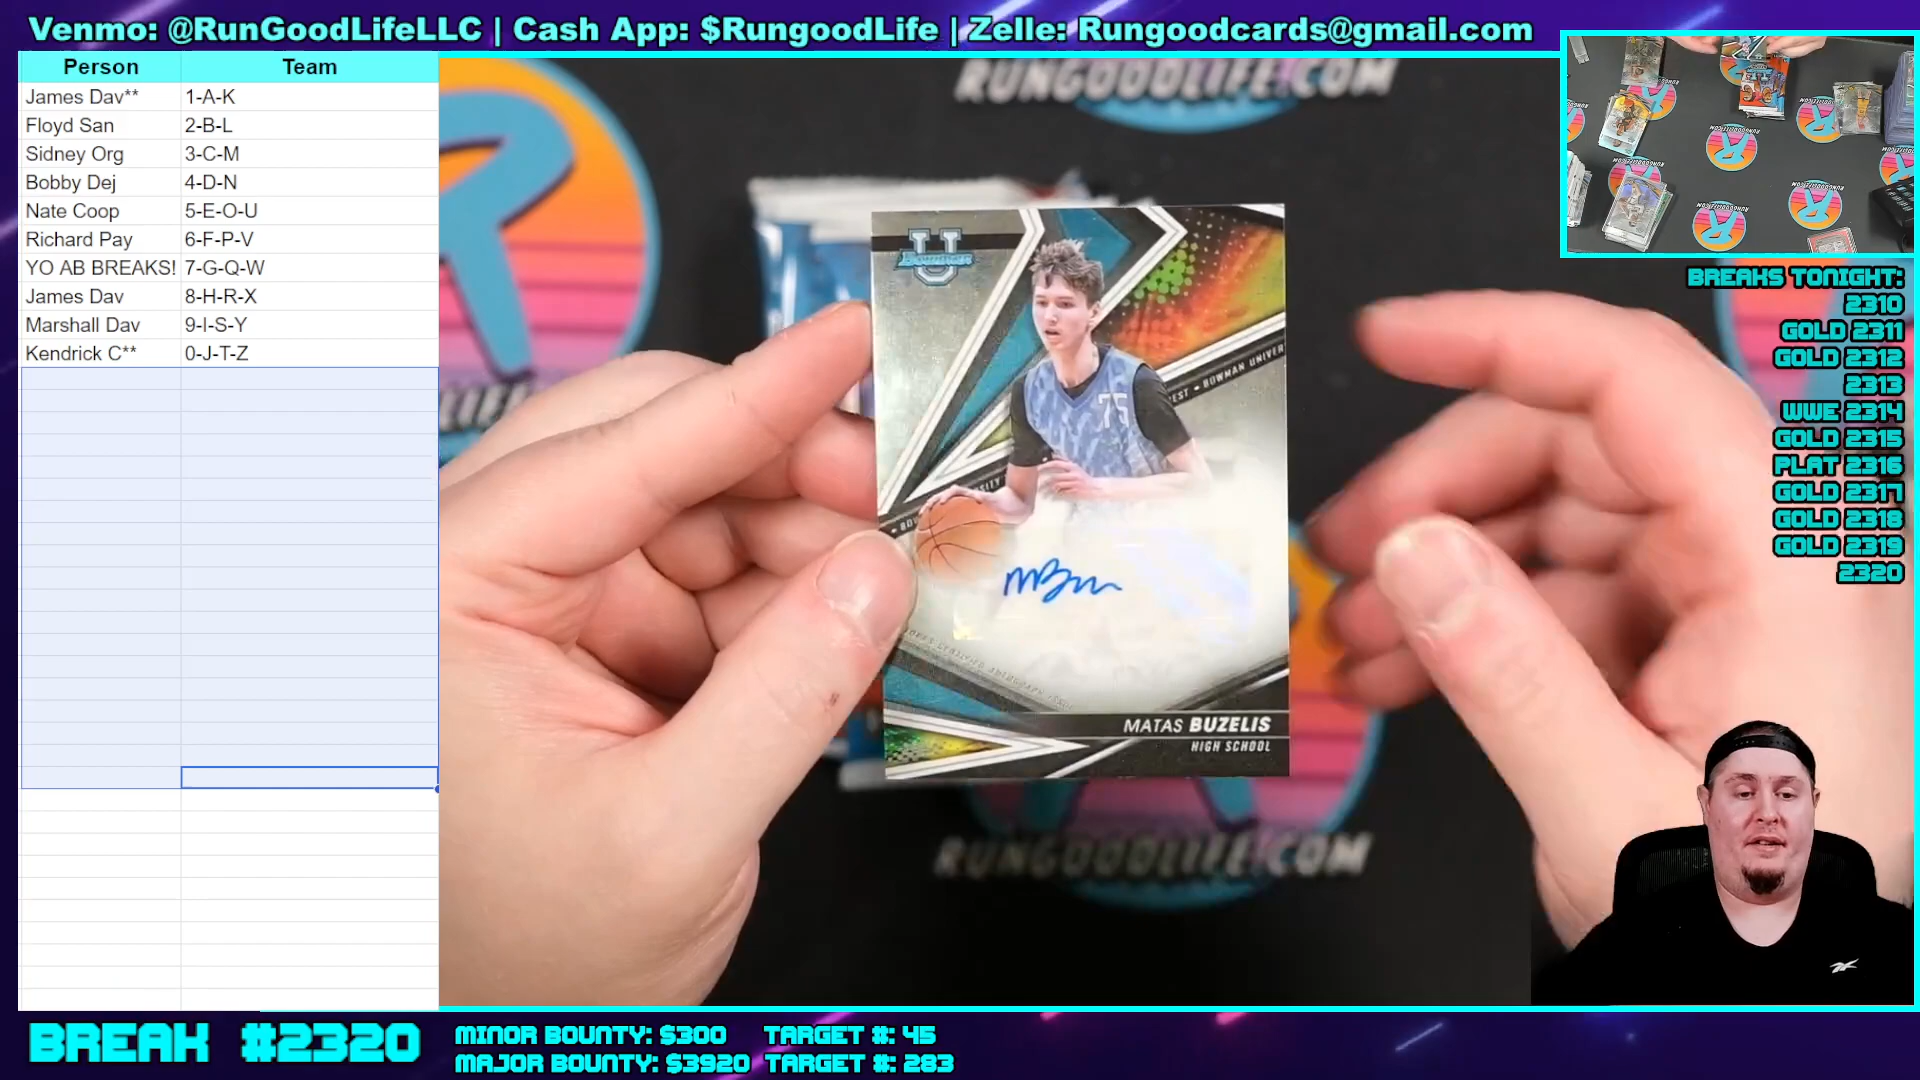 Venmo: @RunGoodLifeLLC | Cash App: $RungoodLife | Zelle: Rungoodcards@gmail.com
Person Team
James Dav** 1-A-K
Floyd San 2-B-L
Sidney Org 3-C-M
Bobby Dej 4-D-N
Nate Coop 5-E-O-U
Richard Pay 6-F-P-V
YO AB BREAKS! 7-G-Q-W
James Dav 8-H-R-X
Marshall Dav 9-I-S-Y
Kendrick C** 0-J-T-Z
RUNGOODLIFE.COM
U
Bowman
75
BOWMAN UNIVER
MATAS BUZELIS
HIGH SCHOOL
RUNGOODLIFE.COM
BREAKS TONIGHT:
2310
GOLD 2311
GOLD 2312
2313
WWE 2314
GOLD 2315
PLAT 2316
GOLD 2317
GOLD 2318
GOLD 2319
2320
BREAK #2320
MINOR BOUNTY: $300 TARGET #: 45
MAJOR BOUNTY: $3920 TARGET #: 283